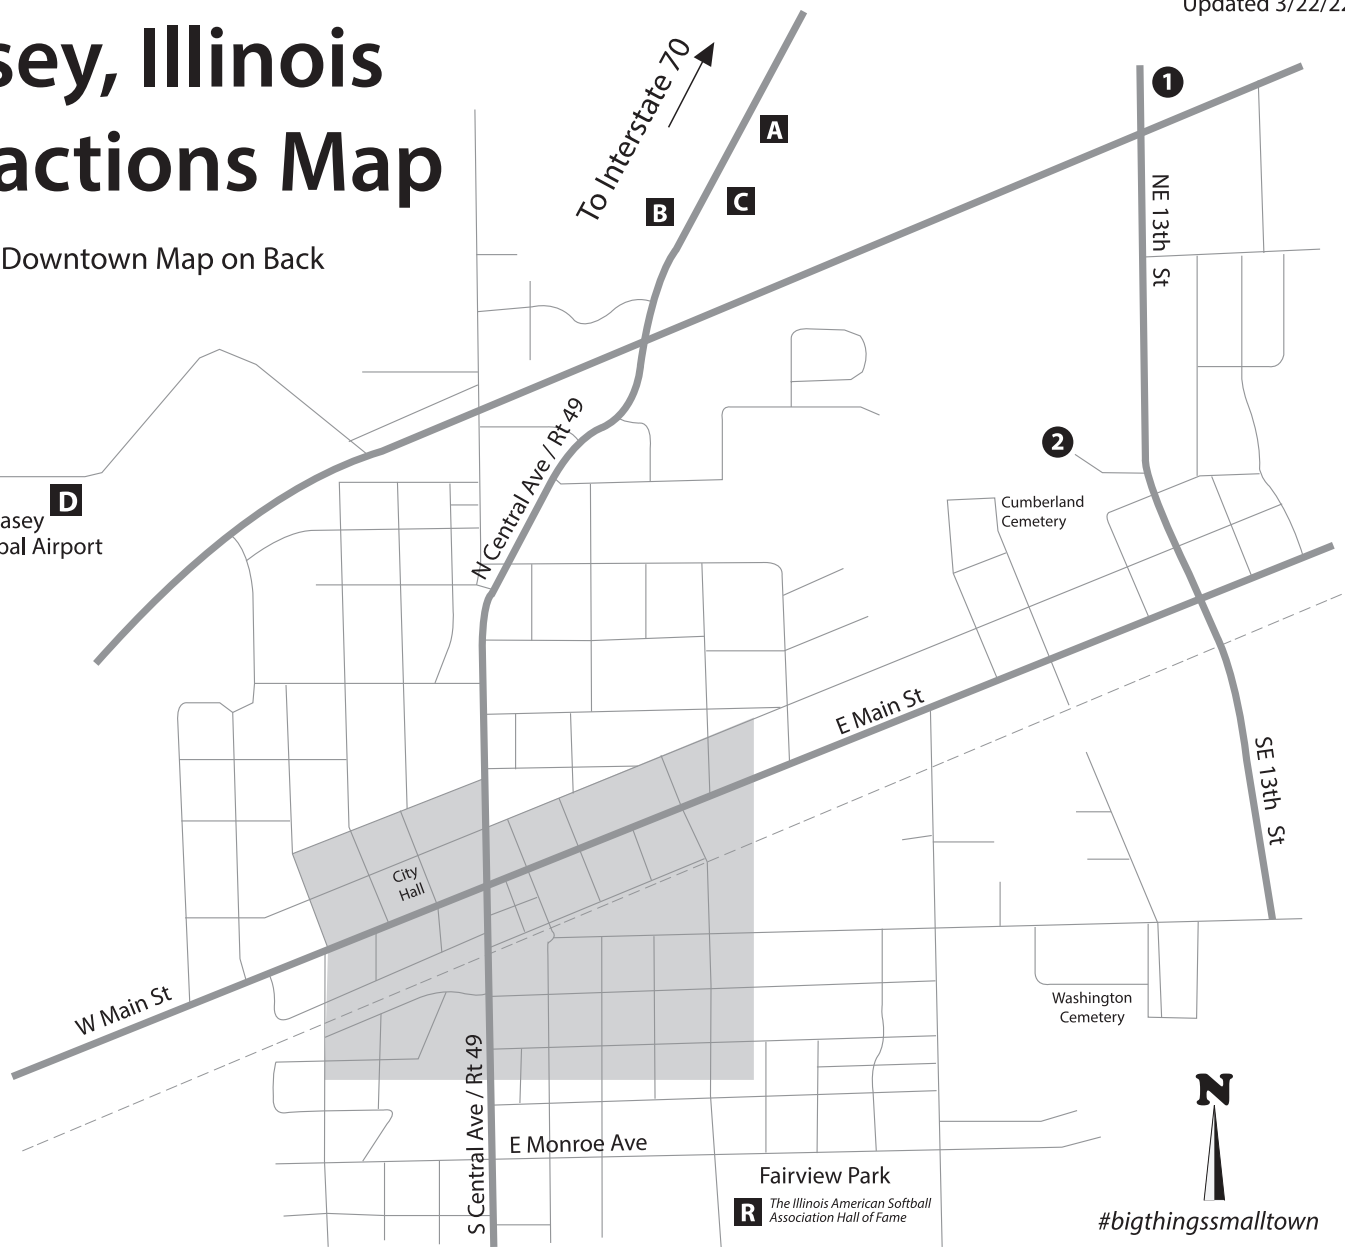 Updated 3/22/22
sey, Illinois
actions Map
Downtown Map on Back
To Interstate 70
1
A
B
C
NE 13th St
N Central Ave / Rt 49
2
D
asey
pal Airport
Cumberland
Cemetery
E Main St
SE 13th St
City
Hall
W Main St
Washington
Cemetery
S Central Ave / Rt 49
E Monroe Ave
Fairview Park
R
The Illinois American Softball
Association Hall of Fame
N
#bigthingssmalltown